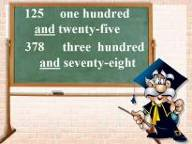 125 one hundred
and twenty-five
378 three hundred
and seventy-eight